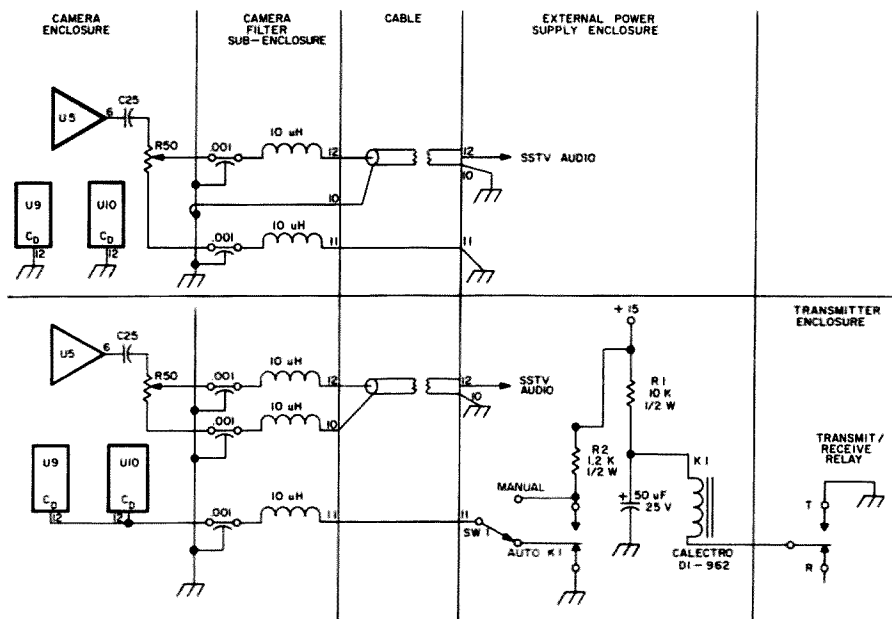 CAMERA
ENCLOSURE
CAMERA
FILTER
SUB-ENCLOSURE
CABLE
EXTERNAL POWER
SUPPLY ENCLOSURE
U5
6
C25
R50
.001
10 uH
12
12
SSTV AUDIO
10
10
U9
CD
12
U10
CD
12
.001
10 uH
11
11
TRANSMITTER
ENCLOSURE
U5
6
C25
R50
.001
10 uH
12
12
SSTV
AUDIO
10
.001
10 uH
10
U9
CD
12
U10
CD
12
.001
10 uH
11
11
SW 1
MANUAL
AUTO K1
+ 15
R1
10 K
1/2 W
R2
1.2 K
1/2 W
+
50 uF
25 V
K1
CALECTRO
D1-962
TRANSMIT/
RECEIVE
RELAY
T
R